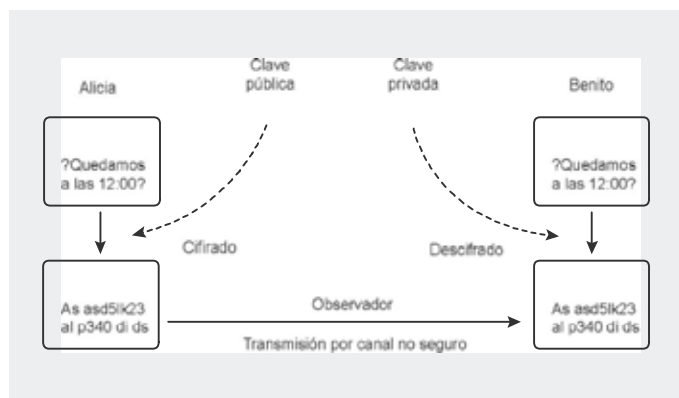 Alicia
Clave
pública
Clave
privada
Benito
?Quedamos
a las 12:00?
?Quedamos
a las 12:00?
Cifirado
Descifrado
As asd5lk23
al p340 di ds
Observador
As asd5lk23
al p340 di ds
Transmisión por canal no seguro